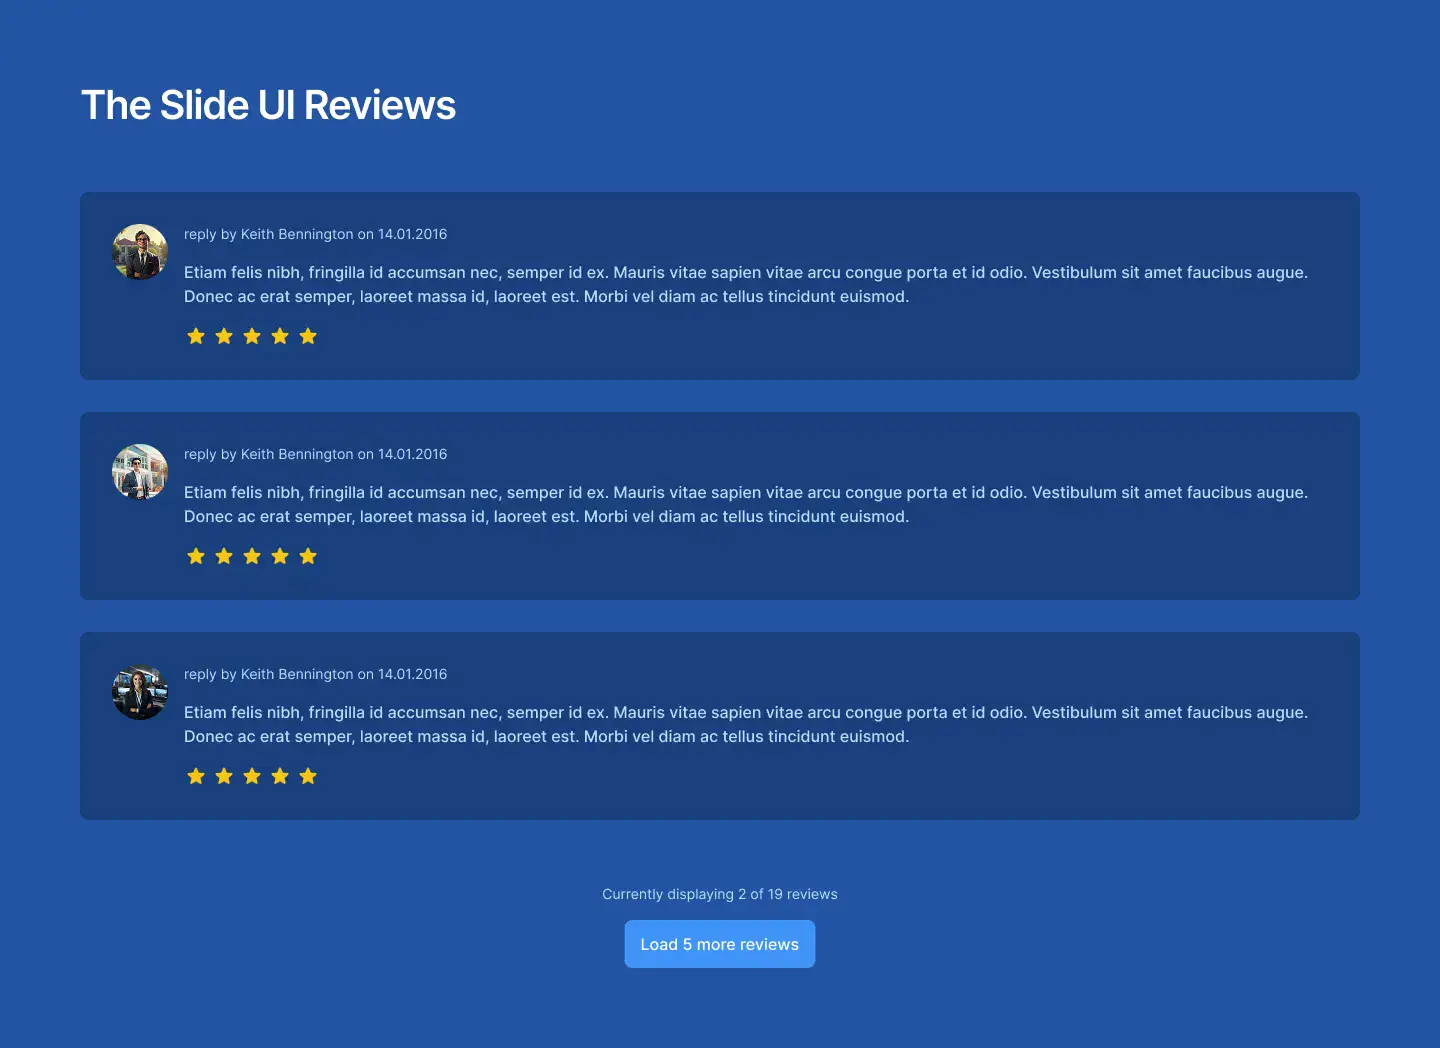 The Slide UI Reviews
reply by Keith Bennington on 14.01.2016
Etiam felis nibh, fringilla id accumsan nec, semper id ex. Mauris vitae sapien vitae arcu congue porta et id odio. Vestibulum sit amet faucibus augue.
Donec ac erat semper, laoreet massa id, laoreet est. Morbi vel diam ac tellus tincidunt euismod.
reply by Keith Bennington on 14.01.2016
Etiam felis nibh, fringilla id accumsan nec, semper id ex. Mauris vitae sapien vitae arcu congue porta et id odio. Vestibulum sit amet faucibus augue.
Donec ac erat semper, laoreet massa id, laoreet est. Morbi vel diam ac tellus tincidunt euismod.
reply by Keith Bennington on 14.01.2016
Etiam felis nibh, fringilla id accumsan nec, semper id ex. Mauris vitae sapien vitae arcu congue porta et id odio. Vestibulum sit amet faucibus augue.
Donec ac erat semper, laoreet massa id, laoreet est. Morbi vel diam ac tellus tincidunt euismod.
Currently displaying 2 of 19 reviews
Load 5 more reviews